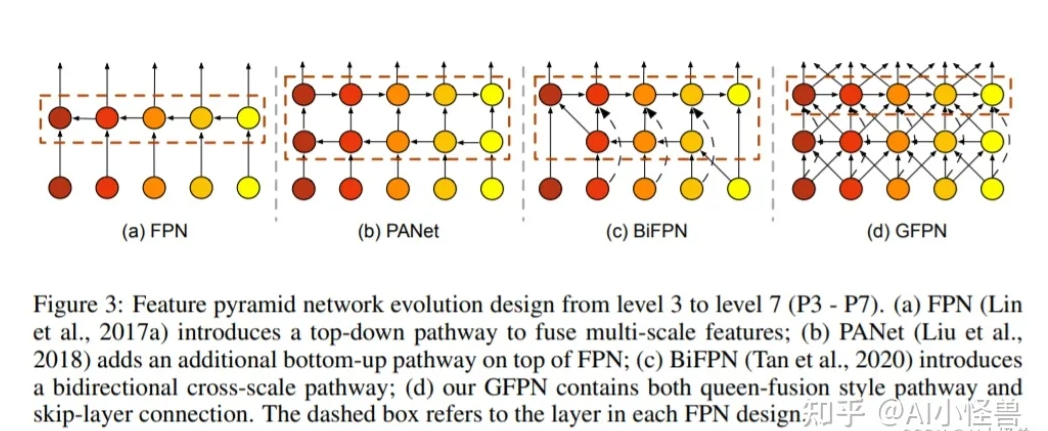 (a) FPN (b) PANet (c) BiFPN (d) GFPN
Figure 3: Feature pyramid network evolution design from level 3 to level 7 (P3 - P7). (a) FPN (Lin
et al., 2017a) introduces a top-down pathway to fuse multi-scale features; (b) PANet (Liu et al.,
2018) adds an additional bottom-up pathway on top of FPN; (c) BiFPN (Tan et al., 2020) introduces
a bidirectional cross-scale pathway; (d) our GFPN contains both queen-fusion style pathway and
skip-layer connection. The dashed box refers to the layer in each FPN design.
知乎 @AI小怪兽